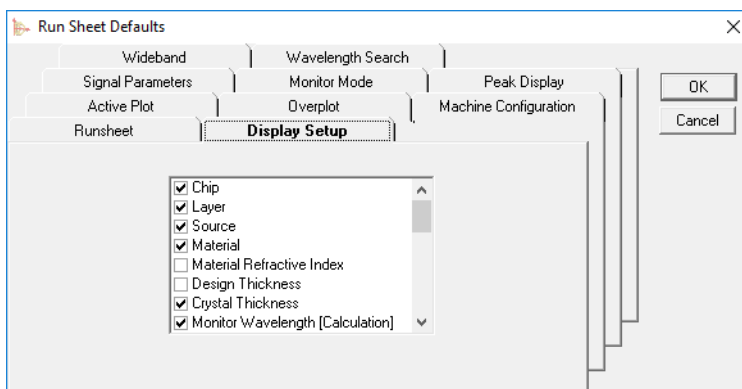 Run Sheet Defaults
Wideband Wavelength Search
Signal Parameters Monitor Mode Peak Display
Active Plot Overplot Machine Configuration
Runsheet Display Setup
OK
Cancel
Chip
Layer
Source
Material
Material Refractive Index
Design Thickness
Crystal Thickness
Monitor Wavelength [Calculation]